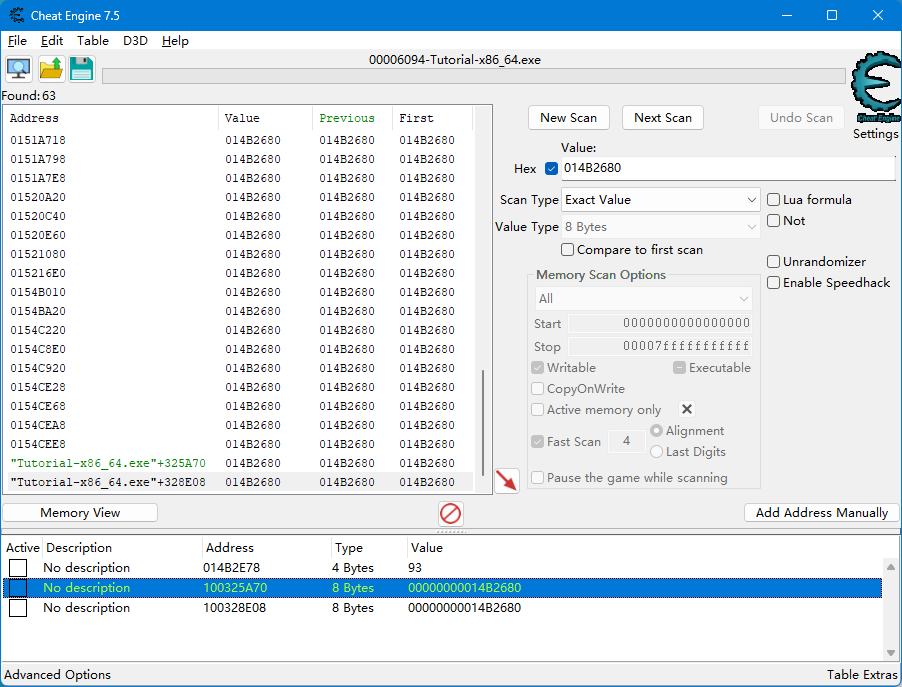 Cheat Engine 7.5
File Edit Table D3D Help
00006094-Tutorial-x86_64.exe
Found: 63
Cheat Engine
Settings
Address Value Previous First
0151A718 014B2680 014B2680 014B2680
0151A798 014B2680 014B2680 014B2680
0151A7E8 014B2680 014B2680 014B2680
01520A20 014B2680 014B2680 014B2680
01520C40 014B2680 014B2680 014B2680
01520E60 014B2680 014B2680 014B2680
01521080 014B2680 014B2680 014B2680
015216E0 014B2680 014B2680 014B2680
0154B010 014B2680 014B2680 014B2680
0154BA20 014B2680 014B2680 014B2680
0154C220 014B2680 014B2680 014B2680
0154C8E0 014B2680 014B2680 014B2680
0154C920 014B2680 014B2680 014B2680
0154CE28 014B2680 014B2680 014B2680
0154CE68 014B2680 014B2680 014B2680
0154CEA8 014B2680 014B2680 014B2680
0154CEE8 014B2680 014B2680 014B2680
"Tutorial-x86_64.exe"+325A70 014B2680 014B2680 014B2680
"Tutorial-x86_64.exe"+328E08 014B2680 014B2680 014B2680
New Scan Next Scan Undo Scan
Value:
Hex 014B2680
Scan Type Exact Value Lua formula
Not
Value Type 8 Bytes
Compare to first scan
Unrandomizer
Enable Speedhack
Memory Scan Options
All
Start 0000000000000000
Stop 00007fffffffffff
Writable Executable
CopyOnWrite
Active memory only
Fast Scan 4 Alignment
Last Digits
Pause the game while scanning
Memory View Add Address Manually
Active Description Address Type Value
No description 014B2E78 4 Bytes 93
No description 100325A70 8 Bytes 00000000014B2680
No description 100328E08 8 Bytes 00000000014B2680
Advanced Options Table Extras